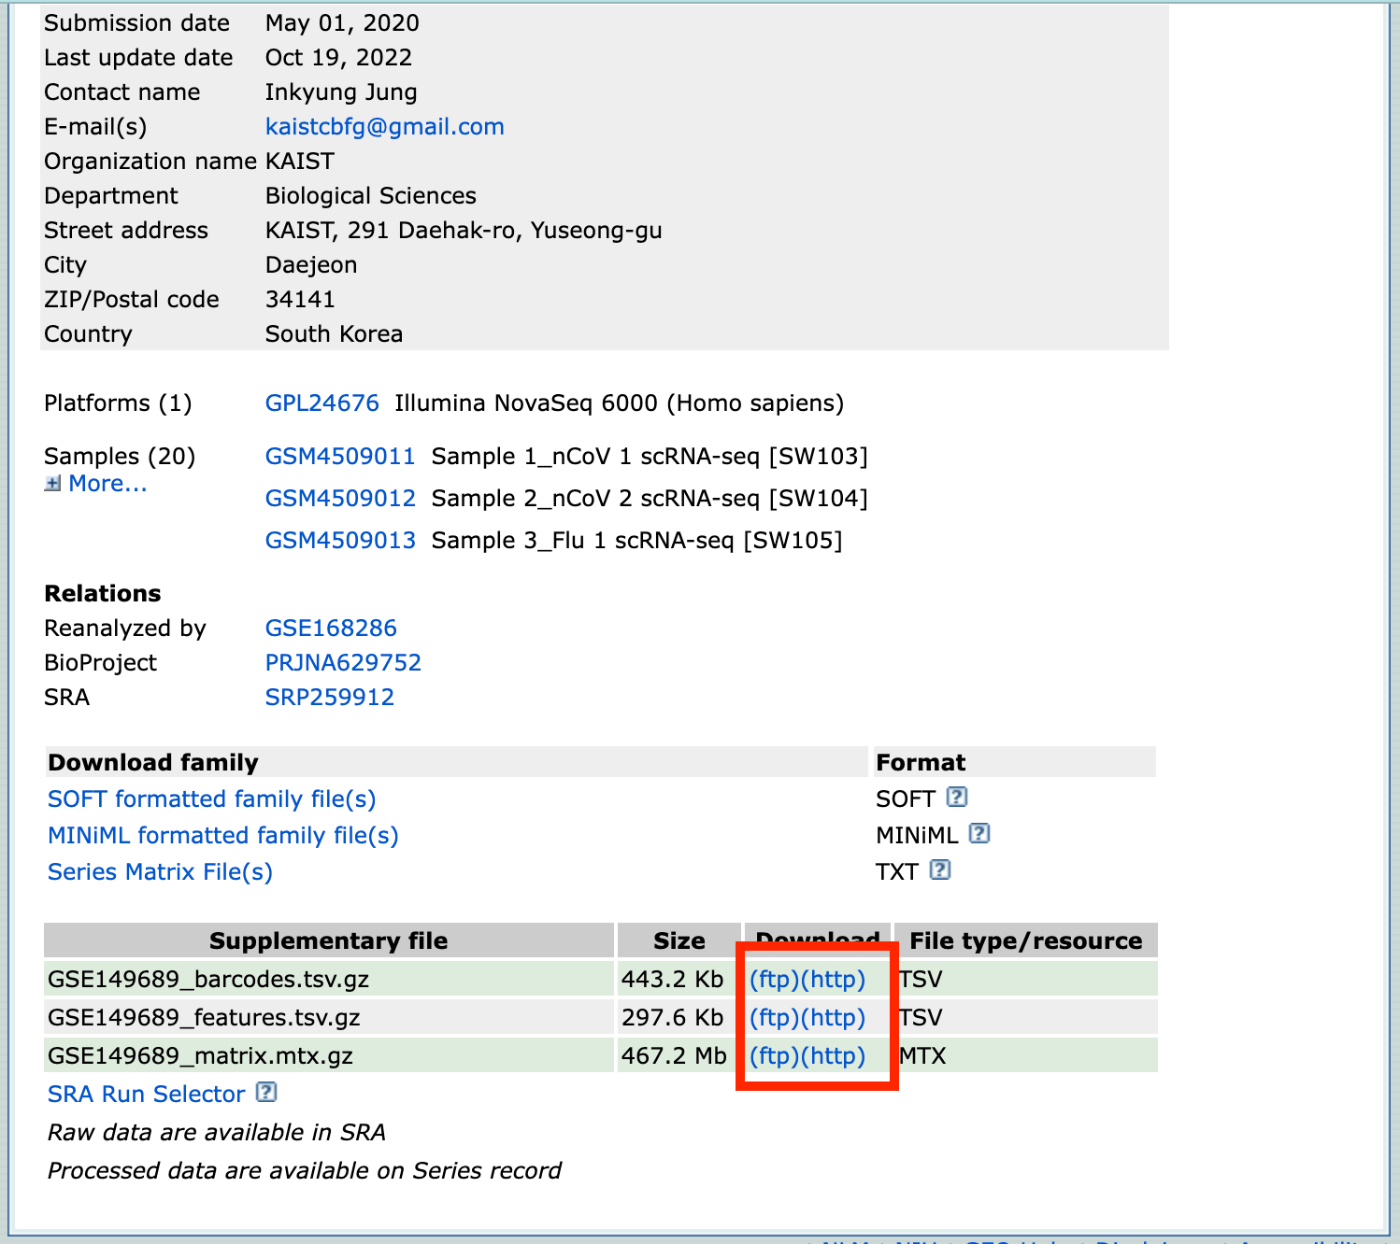 Submission date May 01, 2020
Last update date Oct 19, 2022
Contact name Inkyung Jung
E-mail(s) kaistcbfg@gmail.com
Organization name KAIST
Department Biological Sciences
Street address KAIST, 291 Daehak-ro, Yuseong-gu
City Daejeon
ZIP/Postal code 34141
Country South Korea
Platforms (1) GPL24676 Illumina NovaSeq 6000 (Homo sapiens)
Samples (20) GSM4509011 Sample 1_nCoV 1 scRNA-seq [SW103]
More...
GSM4509012 Sample 2_nCoV 2 scRNA-seq [SW104]
GSM4509013 Sample 3_Flu 1 scRNA-seq [SW105]
Relations
Reanalyzed by GSE168286
BioProject PRJNA629752
SRA SRP259912
Download family Format
SOFT formatted family file(s) SOFT ?
MINiML formatted family file(s) MINiML ?
Series Matrix File(s) TXT ?
Supplementary file Size Download File type/resource
GSE149689_barcodes.tsv.gz 443.2 Kb (ftp)(http) TSV
GSE149689_features.tsv.gz 297.6 Kb (ftp)(http) TSV
GSE149689_matrix.mtx.gz 467.2 Mb (ftp)(http) MTX
SRA Run Selector ?
Raw data are available in SRA
Processed data are available on Series record